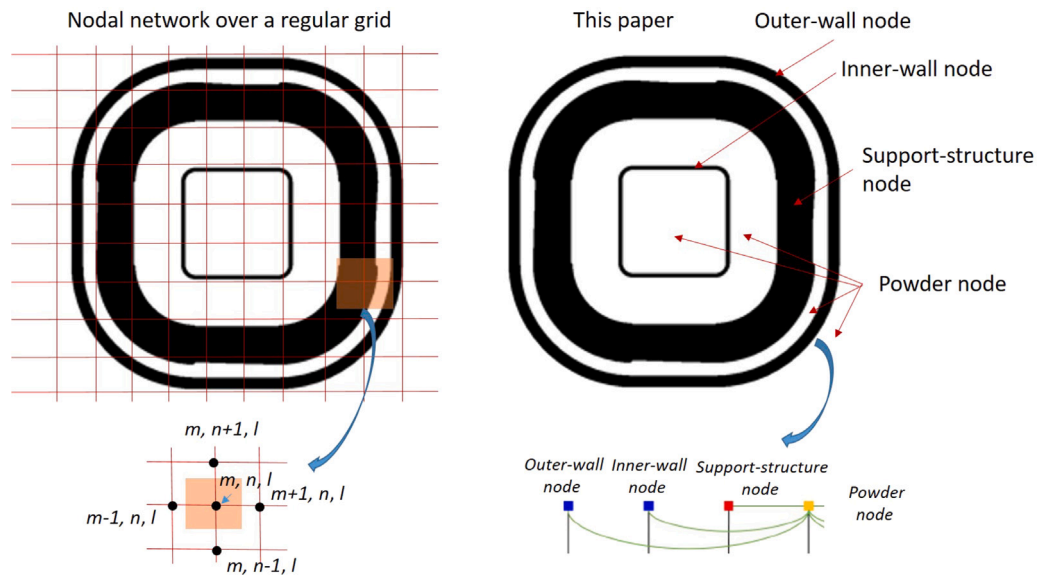 Nodal network over a regular grid
This paper
Outer-wall node
Inner-wall node
Support-structure
node
Powder node
m, n+1, l
m, n, l
m+1, n, l
m-1, n, l
m, n-1, l
Outer-wall
node
Inner-wall
node
Support-structure
node
Powder
node